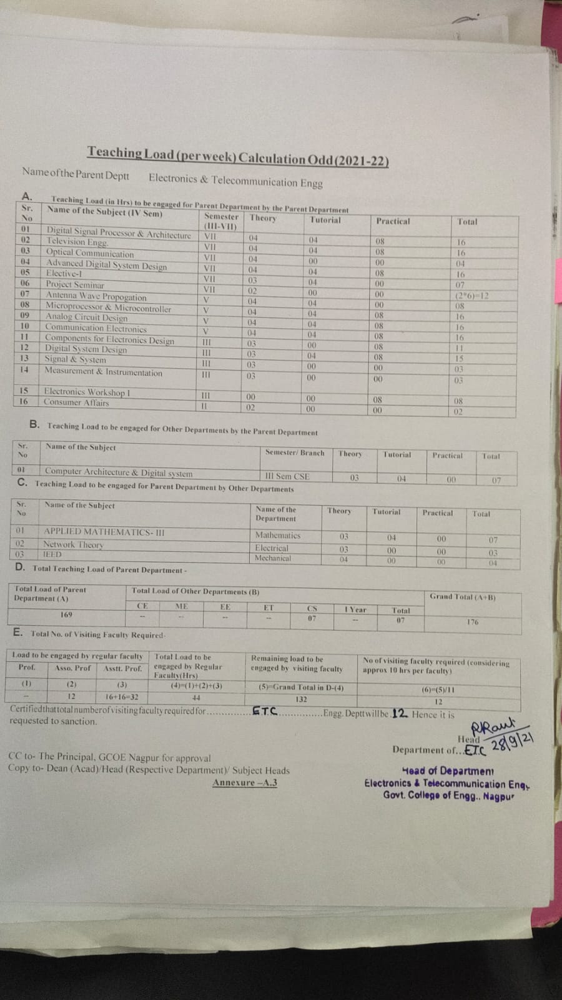 Teaching Load (per week) Calculation Odd (2021-22)
Name of the Parent Deptt Electronics & Telecommunication Engg
A. Teaching Load (in Hrs) to be engaged for Parent Department by the Parent Department
Sr. No Name of the Subject (IV Sem) Semester (III-VII) Theory Tutorial Practical Total
01 Digital Signal Processor & Architecture VII 04 04 08 16
02 Television Engg. VII 04 04 08 16
03 Optical Communication VII 04 00 00 04
04 Advanced Digital System Design VII 04 04 08 16
05 Elective-I VII 03 04 00 07
06 Project Seminar VII 02 00 00 (2*6)=12
07 Antenna Wave Propogation V 04 04 00 08
08 Microprocessor & Microcontroller V 04 04 08 16
09 Analog Circuit Design V 04 04 08 16
10 Communication Electronics V 04 04 08 16
11 Components for Electronics Design III 03 00 08 11
12 Digital System Design III 03 04 08 15
13 Signal & System III 03 00 00 03
14 Measurement & Instrumentation III 03 00 00 03
15 Electronics Workshop I III 00 00 08 08
16 Consumer Affairs II 02 00 00 02
B. Teaching Load to be engaged for Other Departments by the Parent Department
Sr. No Name of the Subject Semester/ Branch Theory Tutorial Practical Total
01 Computer Architecture & Digital system III Sem CSE 03 04 00 07
C. Teaching Load to be engaged for Parent Department by Other Departments
Sr. No Name of the Subject Name of the Department Theory Tutorial Practical Total
01 APPLIED MATHEMATICS- III Mathematics 03 04 00 07
02 Network Theory Electrical 03 00 00 03
03 IEED Mechanical 04 00 00 04
D. Total Teaching Load of Parent Department -
Total Load of Parent Department (A) Total Load of Other Departments (B) Grand Total (A+B)
CE ME EE ET CS I Year Total
169 -- -- -- -- 07 -- 07 176
E. Total No. of Visiting Faculty Required-
Load to be engaged by regular faculty Total Load to be engaged by Regular Faculty(Hrs) Remaining load to be engaged by visiting faculty No of visiting faculty required (considering approx 10 hrs per faculty)
Prof. Asso. Prof Asstt. Prof.
(1) (2) (3) (4)=(1)+(2)+(3) (5)=Grand Total in D-(4) (6)=(5)/11
-- 12 16+16=32 44 132 12
Certified that total number of visiting faculty required for..............ETC..............Engg. Deptt will be.12 Hence it is
requested to sanction.
RRaut
Head 28/9/21
Department of...ETC
CC to- The Principal, GCOE Nagpur for approval
Copy to- Dean (Acad)/Head (Respective Department)/ Subject Heads
Annexure –A.3
Head of Department
Electronics & Telecommunication Eng.
Govt. College of Engg., Nagpur